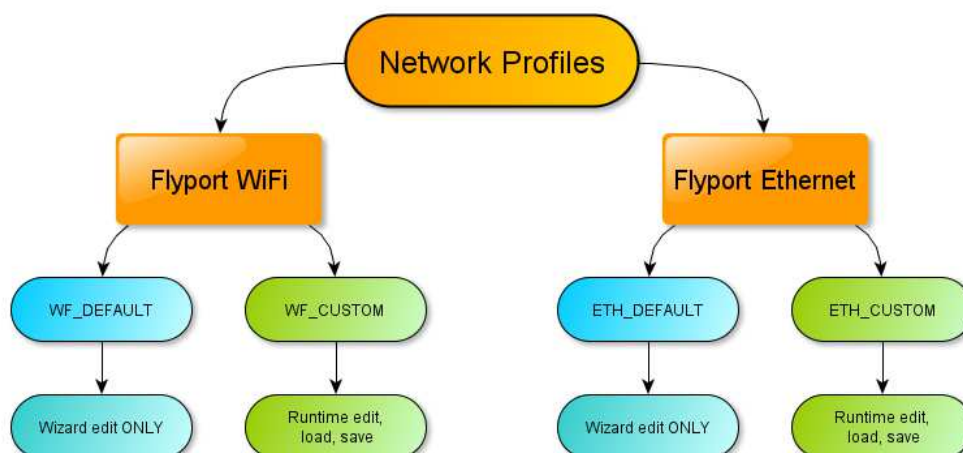 Network Profiles
Flyport WiFi
Flyport Ethernet
WF_DEFAULT
WF_CUSTOM
ETH_DEFAULT
ETH_CUSTOM
Wizard edit ONLY
Runtime edit,
load, save
Wizard edit ONLY
Runtime edit,
load, save